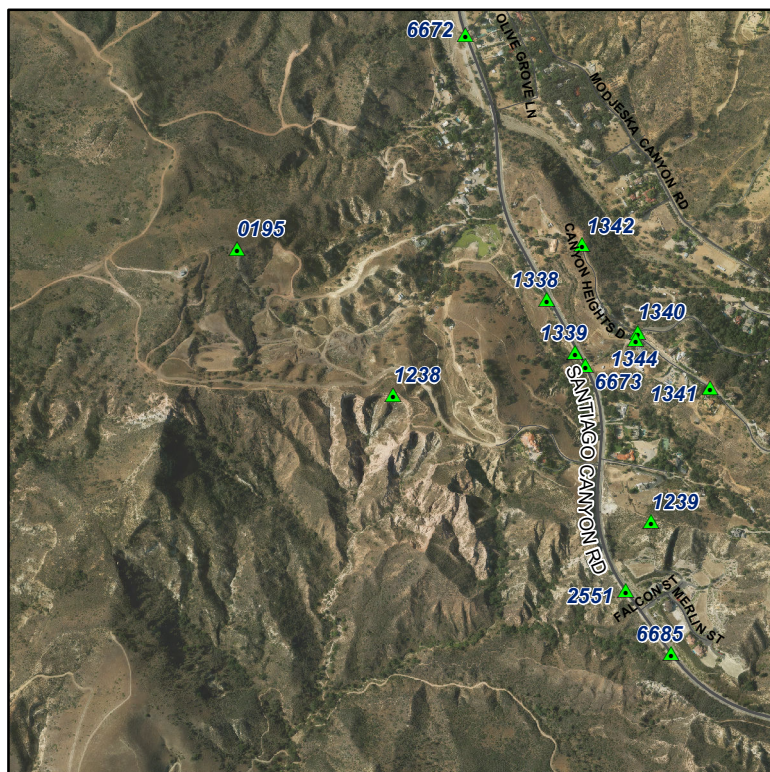 6672
OLIVE GROVE LN
MODJESKA CANYON RD
0195
1342
CANYON HEIGHTS D
1338
1340
1339
1344
6673
1238
1341
SANTIAGO CANYON RD
1239
2551
FALCON ST
MERLIN ST
6685